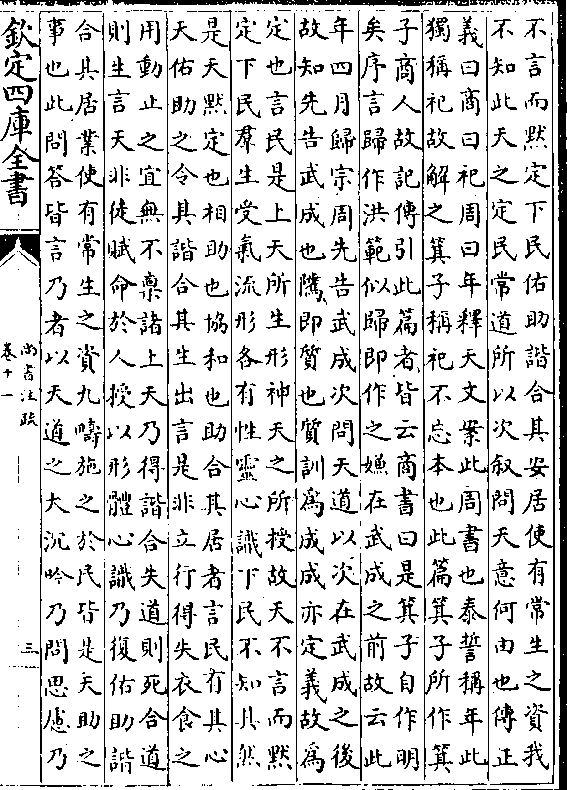 不言而黙定下民佑助諧合其安居使有常生之資我
不知此天之定民常道所以次叙問天意何由也傳正
義曰商曰祀周曰年釋天文案此周書也泰誓稱年此
獨稱祀故解之箕子稱祀不忘本也此篇箕子所作箕
子商人故記傳引此篇者皆云商書曰是箕子自作明
矣序言歸作洪範似歸即作之嫌在武成之前故云此
年四月歸宗周先告武成次問天道以次在武成之後
故知先告武成也隲即質也質訓為成成亦定義故為
定也言民是上天所生形神天之所授故天不言而黙
定下民羣生受氣流形各有性靈心識下民不知其然
是天黙定也相助也協和也助合其居者言民有其心
天佑助之令其諧合其生出言是非立行得失衣食之
用動止之宜無不稟諸上天乃得諧合失道則死合道
則生言天非徒賦命於人授以形體心識乃復佑助諧
合其居業使有常生之資九疇施之於民皆是天助之
事也此問答皆言乃者以天道之大沉吟乃問思慮乃
欽定四庫全書
尚書注疏
卷十一
三